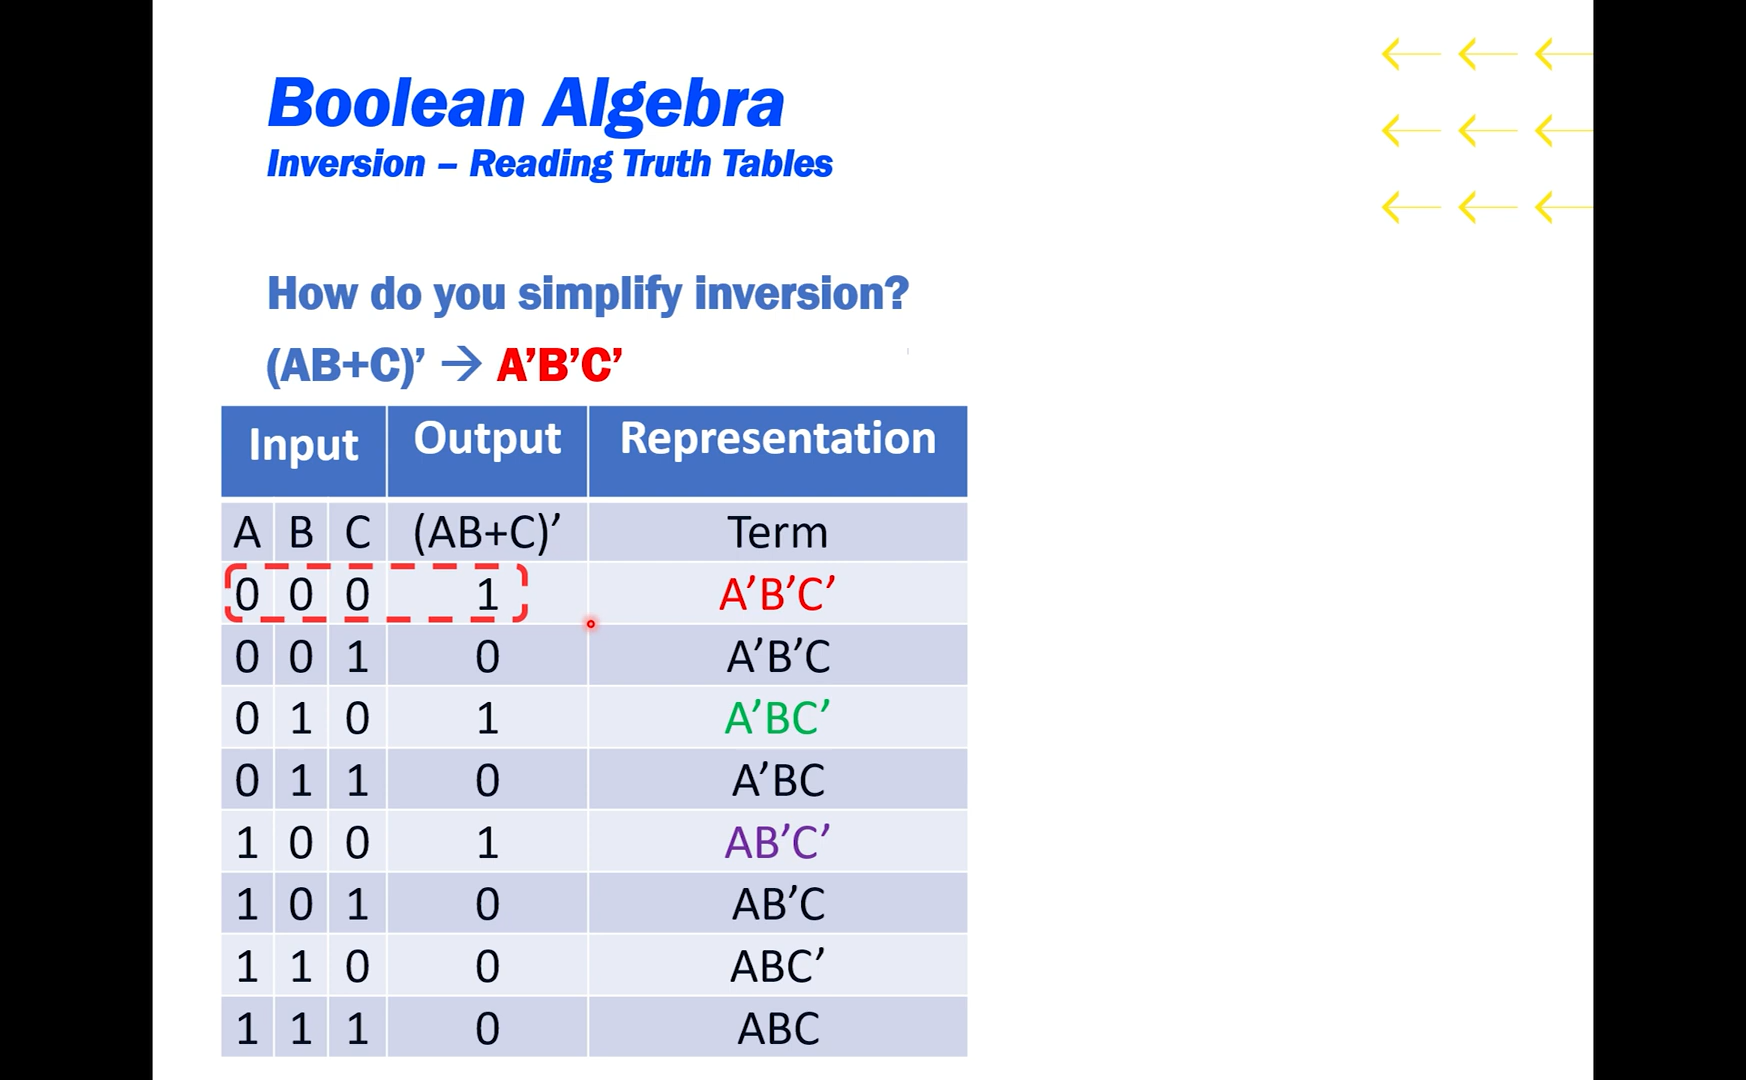 Boolean Algebra
Inversion – Reading Truth Tables
How do you simplify inversion?
(AB+C)’ → A’B’C’
Input Output Representation
A B C (AB+C)’ Term
0 0 0 1 A’B’C’
0 0 1 0 A’B’C
0 1 0 1 A’BC’
0 1 1 0 A’BC
1 0 0 1 AB’C’
1 0 1 0 AB’C
1 1 0 0 ABC’
1 1 1 0 ABC